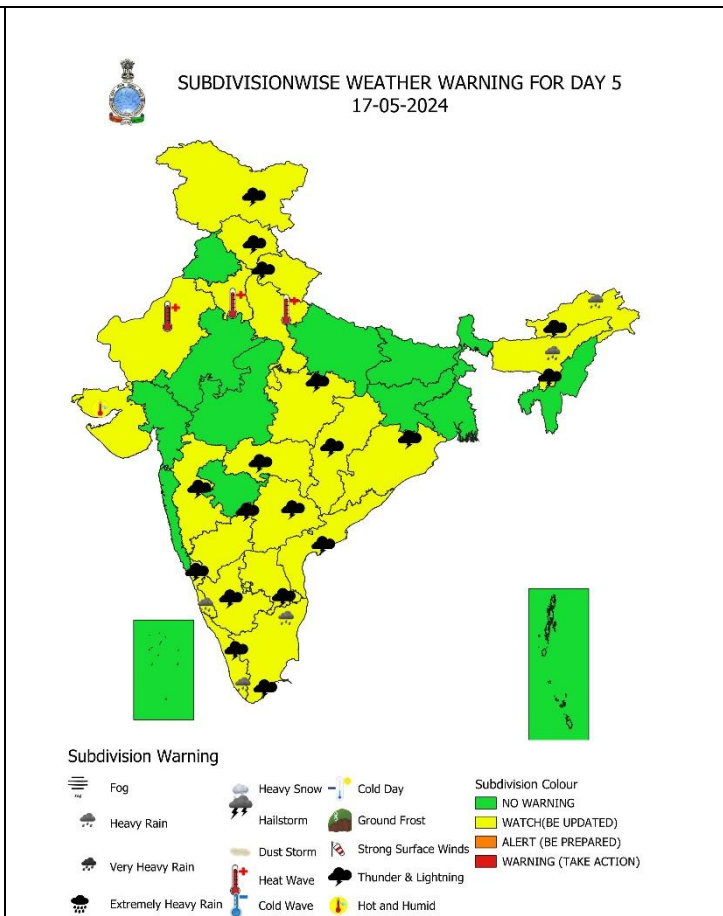 SUBDIVISIONWISE WEATHER WARNING FOR DAY 5
17-05-2024
Subdivision Warning
Fog
Heavy Rain
Very Heavy Rain
Extremely Heavy Rain
Heavy Snow
Hailstorm
Dust Storm
Heat Wave
Cold Wave
Cold Day
Ground Frost
Strong Surface Winds
Thunder & Lightning
Hot and Humid
Subdivision Colour
NO WARNING
WATCH(BE UPDATED)
ALERT (BE PREPARED)
WARNING (TAKE ACTION)